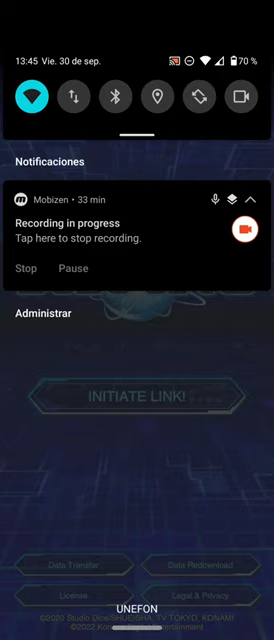 13:45 Vie. 30 de sep.
70 %
Notificaciones
Mobizen • 33 min
Recording in progress
Tap here to stop recording.
Stop Pause
Administrar
INITIATE LINK!
Data Transfer
Data Redownload
License
Legal & Privacy
UNEFON
©2020 Studio Dice/SHUEISHA, TV TOKYO, KONAMI